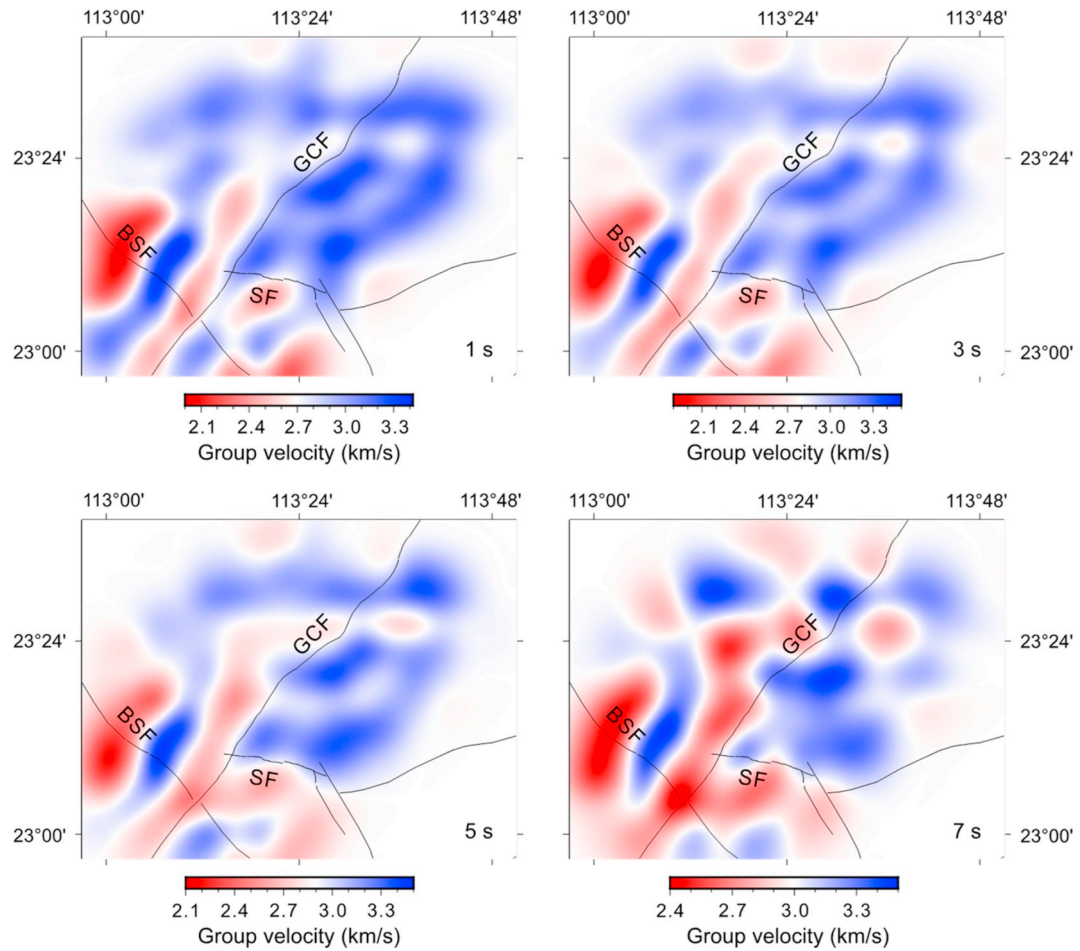 113°00' 113°24' 113°48' 113°00' 113°24' 113°48'
23°24' 23°24'
GCF GCF
BSF BSF
SF SF
23°00' 1 s 3 s 23°00'
2.1 2.4 2.7 3.0 3.3 2.1 2.4 2.7 3.0 3.3
Group velocity (km/s) Group velocity (km/s)
113°00' 113°24' 113°48' 113°00' 113°24' 113°48'
23°24' 23°24'
GCF GCF
BSF BSF
SF SF
23°00' 5 s 7 s 23°00'
2.1 2.4 2.7 3.0 3.3 2.4 2.7 3.0 3.3
Group velocity (km/s) Group velocity (km/s)